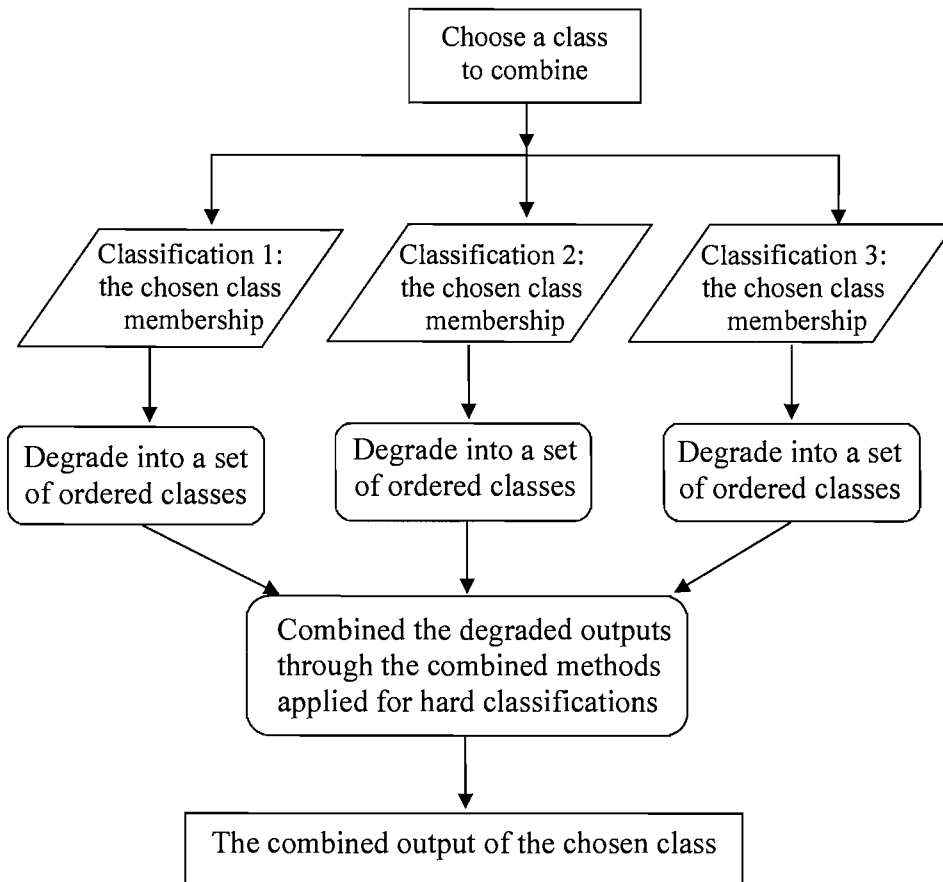 Choose a class
to combine
Classification 1:
the chosen class
membership
Classification 2:
the chosen class
membership
Classification 3:
the chosen class
membership
Degrade into a set
of ordered classes
Degrade into a set
of ordered classes
Degrade into a set
of ordered classes
Combined the degraded outputs
through the combined methods
applied for hard classifications
The combined output of the chosen class